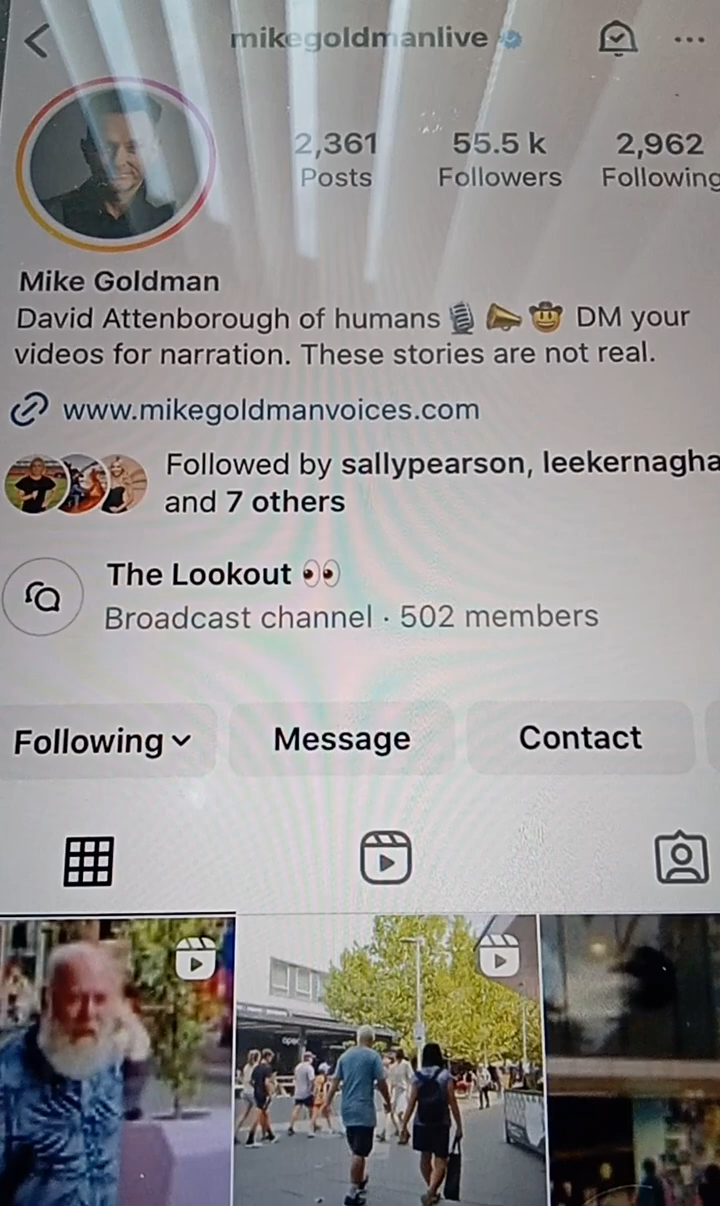 mikegoldmanlive
2,361 55.5 k 2,962
Posts Followers Following
Mike Goldman
David Attenborough of humans 🎙️ 📣🤠 DM your
videos for narration. These stories are not real.
www.mikegoldmanvoices.com
Followed by sallypearson, leekernagha
and 7 others
The Lookout 👀
Broadcast channel · 502 members
Following Message Contact
open